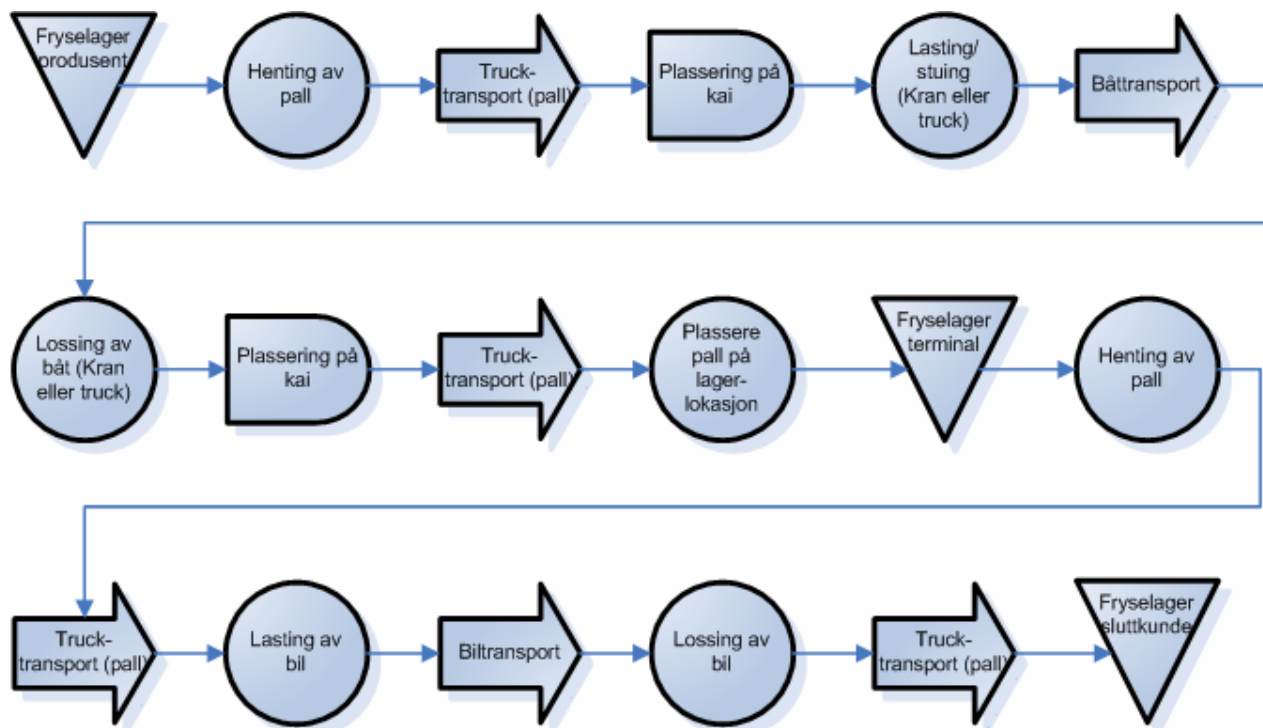 Fryselager
produsent
Henting av
pall
Truck-
transport (pall)
Plassering på
kai
Lasting/
stuing
(Kran eller
truck)
Båttransport
Lossing av
båt (Kran
eller truck)
Plassering på
kai
Truck-
transport (pall)
Plassere
pall på
lager-
lokasjon
Fryselager
terminal
Henting av
pall
Truck-
transport (pall)
Lasting av
bil
Biltransport
Lossing av
bil
Truck-
transport (pall)
Fryselager
sluttkunde